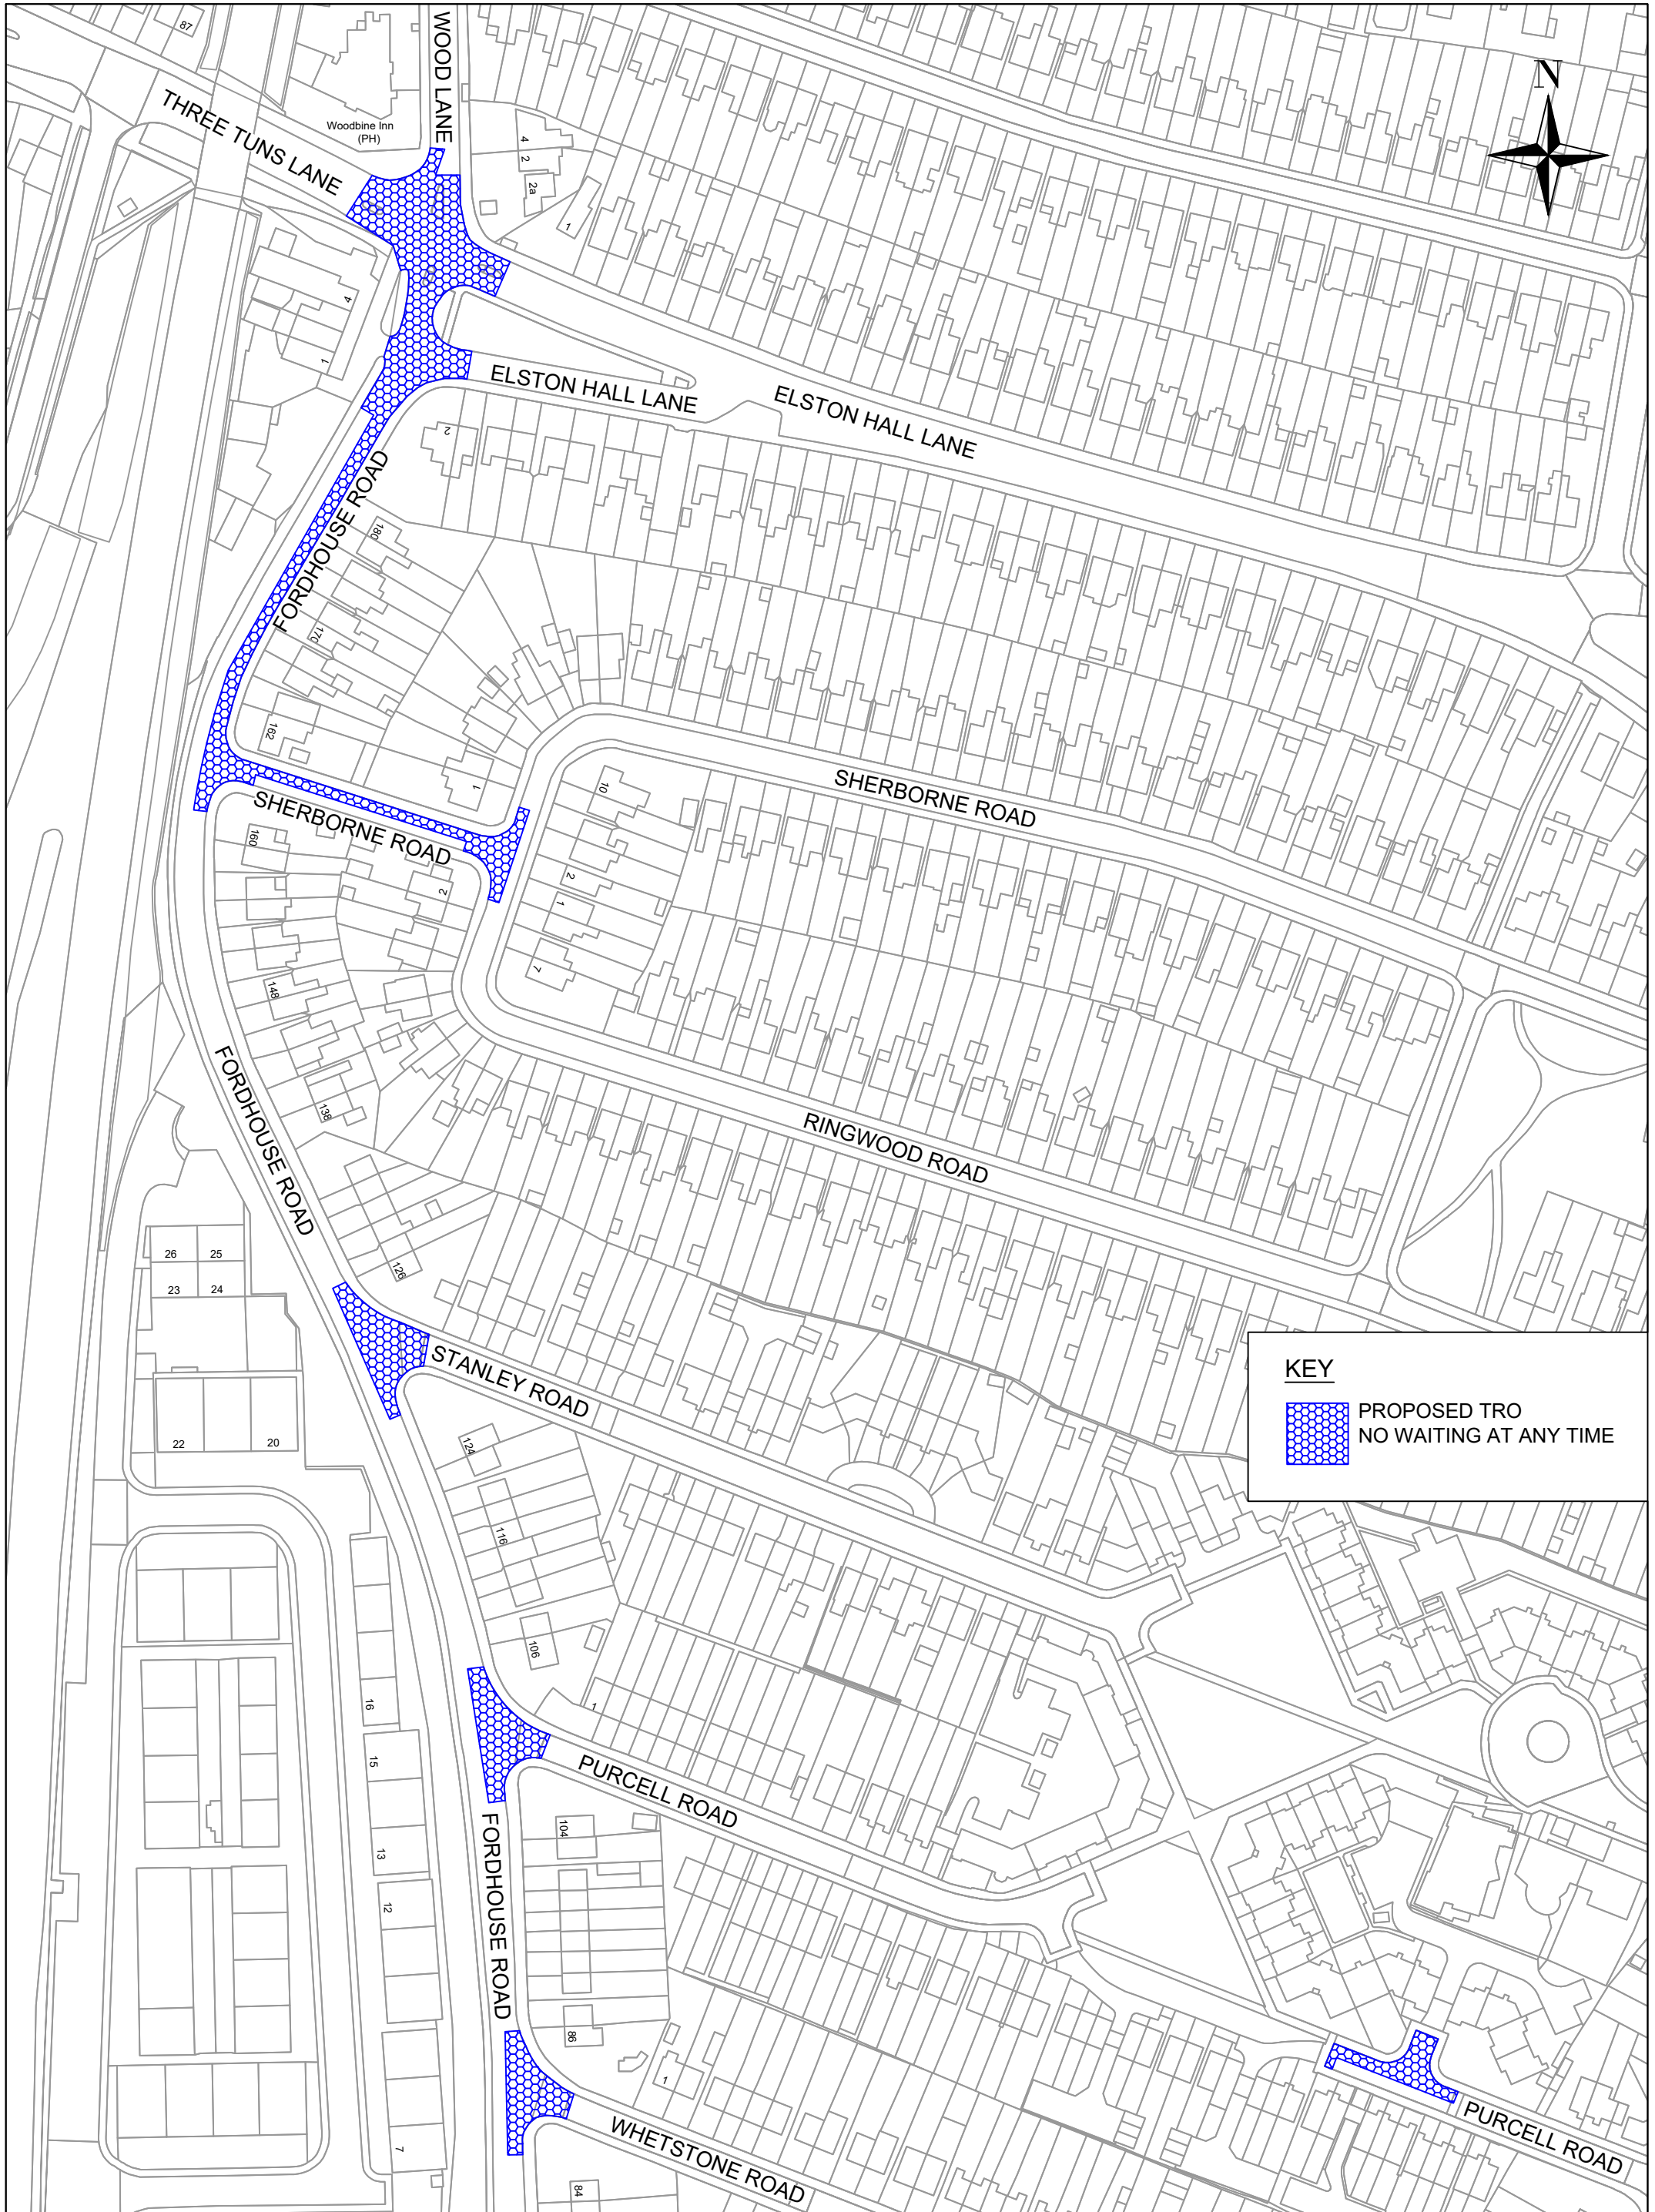 87
WOOD LANE
N
THREE TUNS LANE
Woodbine Inn
(PH)
4
2
2a
1
4
1
ELSTON HALL LANE
ELSTON HALL LANE
2
FORDHOUSE ROAD
180
170
162
1
SHERBORNE ROAD
10
SHERBORNE ROAD
160
2
2
1
7
148
FORDHOUSE ROAD
138
RINGWOOD ROAD
26
25
23
24
126
STANLEY ROAD
KEY
PROPOSED TRO
NO WAITING AT ANY TIME
22
20
124
116
106
1
16
15
PURCELL ROAD
104
13
12
FORDHOUSE ROAD
86
1
7
WHETSTONE ROAD
84
PURCELL ROAD